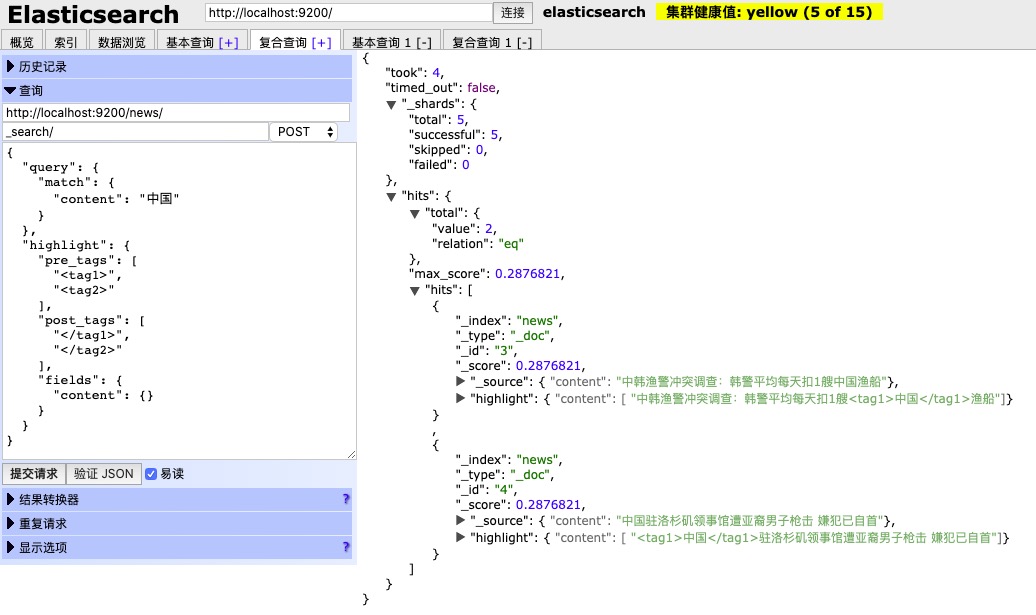 Elasticsearch http://localhost:9200/ 连接 elasticsearch 集群健康值: yellow (5 of 15)
概览 索引 数据浏览 基本查询 [+] 复合查询 [+] 基本查询 1 [-] 复合查询 1 [-]
历史记录
查询
http://localhost:9200/news/
_search/ POST
{
"query": {
"match": {
"content": "中国"
}
},
"highlight": {
"pre_tags": [
"<tag1>",
"<tag2>"
],
"post_tags": [
"</tag1>",
"</tag2>"
],
"fields": {
"content": {}
}
}
}
提交请求 验证 JSON 易读
结果转换器 ?
重复请求
显示选项 ?
{
"took": 4,
"timed_out": false,
"_shards": {
"total": 5,
"successful": 5,
"skipped": 0,
"failed": 0
},
"hits": {
"total": {
"value": 2,
"relation": "eq"
},
"max_score": 0.2876821,
"hits": [
{
"_index": "news",
"_type": "_doc",
"_id": "3",
"_score": 0.2876821,
"_source": { "content": "中韩渔警冲突调查：韩警平均每天扣1艘中国渔船"},
"highlight": { "content": [ "中韩渔警冲突调查：韩警平均每天扣1艘<tag1>中国</tag1>渔船"]}
}
,
{
"_index": "news",
"_type": "_doc",
"_id": "4",
"_score": 0.2876821,
"_source": { "content": "中国驻洛杉矶领事馆遭亚裔男子枪击 嫌犯已自首"},
"highlight": { "content": [ "<tag1>中国</tag1>驻洛杉矶领事馆遭亚裔男子枪击 嫌犯已自首"]}
}
]
}
}